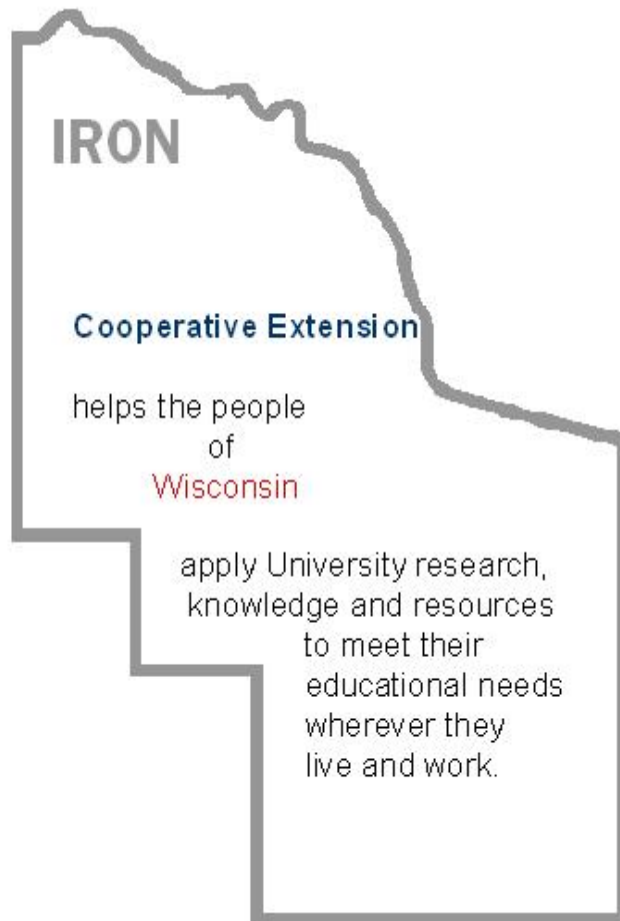 IRON
Cooperative Extension
helps the people
of
Wisconsin
apply University research,
knowledge and resources
to meet their
educational needs
wherever they
live and work.